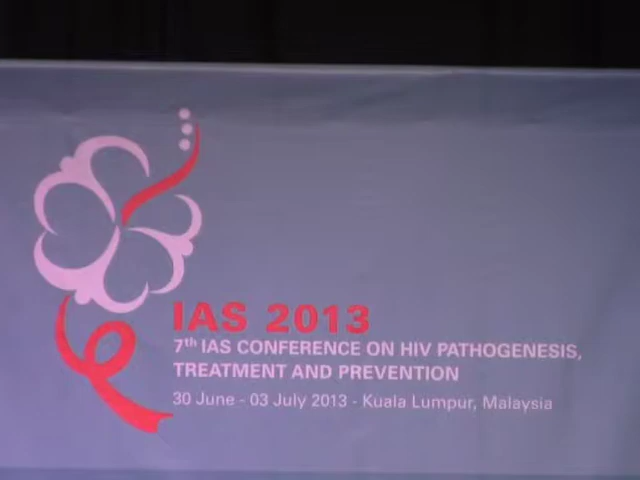 IAS 2013
7th IAS CONFERENCE ON HIV PATHOGENESIS,
TREATMENT AND PREVENTION
30 June - 03 July 2013 - Kuala Lumpur, Malaysia